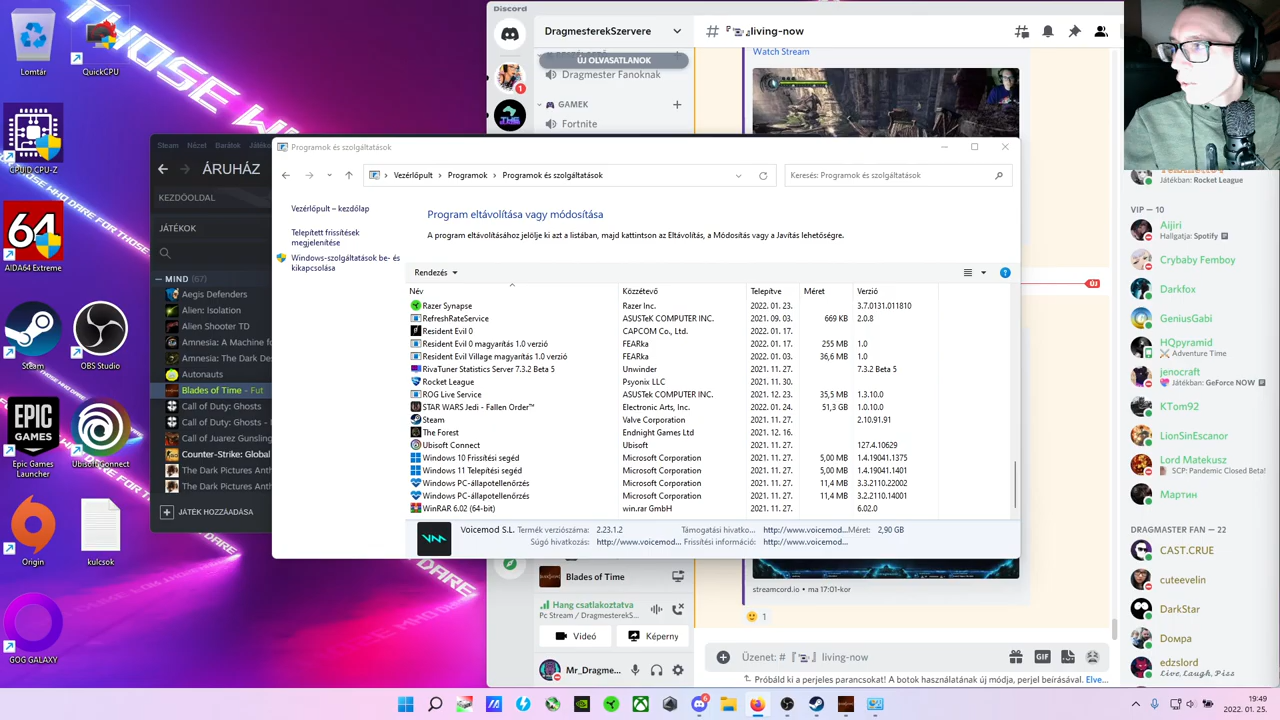 Lomtár
QuickCPU
CPUID CPU-Z
64
AIDA64 Extreme
Steam
OBS Studio
EPIC
GAMES
Epic Games
Launcher
Ubisoft Connect
Origin
kulcsok
GOG GALAXY
THOSE W
DARE
Steam Nézet Barátok
ÁRUHÁZ
KEZDŐOLDAL
JÁTÉKOK
MIND (67)
Aegis Defenders
Alien: Isolation
Alien Shooter TD
Amnesia: A Machine f
Amnesia: The Dark De
Autonauts
Blades of Time - Fut
Call of Duty: Ghosts
Call of Duty: Ghosts -
Call of Juarez Gunsling
Counter-Strike: Global
The Dark Pictures Anth
The Dark Pictures Anth
JÁTÉK HOZZÁADÁSA
Programok és szolgáltatások
Vezérlőpult
Programok
Programok és szolgáltatások
Keresés: Programok és szolgáltatások
Vezérlőpult – kezdőlap
Telepített frissítések
megjelenítése
Windows-szolgáltatások be- és
kikapcsolása
Program eltávolítása vagy módosítása
A program eltávolításához jelölje ki azt a listában, majd kattintson az Eltávolítás, a Módosítás vagy a Javítás lehetőségre.
Rendezés
Név Közzétevő Telepítve Méret Verzió
Razer Synapse Razer Inc. 2022. 01. 23. 3.7.0131.011810
RefreshRateService ASUSTeK COMPUTER INC. 2021. 09. 03. 669 KB 2.0.8
Resident Evil 0 CAPCOM Co., Ltd. 2022. 01. 17.
Resident Evil 0 magyarítás 1.0 verzió FEARka 2022. 01. 17. 255 MB 1.0
Resident Evil Village magyarítás 1.0 verzió FEARka 2022. 01. 03. 36,6 MB 1.0
RivaTuner Statistics Server 7.3.2 Beta 5 Unwinder 2021. 11. 27. 7.3.2 Beta 5
Rocket League Psyonix LLC 2021. 11. 30.
ROG Live Service ASUSTek COMPUTER INC. 2021. 12. 23. 35,5 MB 1.3.10.0
STAR WARS Jedi - Fallen Order™ Electronic Arts, Inc. 2022. 01. 24. 51,3 GB 1.0.10.0
Steam Valve Corporation 2021. 11. 27. 2.10.91.91
The Forest Endnight Games Ltd 2021. 12. 16.
Ubisoft Connect Ubisoft 2021. 11. 27. 127.4.10629
Windows 10 Frissítési segéd Microsoft Corporation 2021. 11. 27. 5,00 MB 1.4.19041.1375
Windows 11 Telepítési segéd Microsoft Corporation 2021. 11. 27. 5,00 MB 1.4.19041.1401
Windows PC-állapotellenőrzés Microsoft Corporation 2021. 11. 27. 11,4 MB 3.3.2110.22002
Windows PC-állapotellenőrzés Microsoft Corporation 2021. 11. 27. 11,4 MB 3.2.2110.14001
WinRAR 6.02 (64-bit) win.rar GmbH 2021. 11. 27. 6.02.0
Voicemod S.L. Termék verziószáma: 2.23.1.2 Támogatási hivatko... http://www.voicemod... Méret: 2,90 GB
Súgó hivatkozás: http://www.voicemod... Frissítési információ: http://www.voicemod...
Discord
DragmesterekSzervere
ÚJ OLVASATLANOK
Dragmester Fanoknak
GAMEK
Fortnite
living-now
Watch Stream
ÚJ
streamcord.io • ma 17:01-kor
1
Blades of Time
Hang csatlakoztatva
Pc Stream / DragmesterekS...
Videó
Képerny
Mr_Dragme...
Üzenet: # living-now
Próbáld ki a perjeles parancsokat! A botok használatának új módja, perjel beírásával. Elve...
Játékban: Rocket League
VIP — 10
Aijiri
Hallgatja: Spotify
Crybaby Femboy
Darkfox
GeniusGabi
HQpyramid
Adventure Time
jenocraft
Játékban: GeForce NOW
KTom92
LionSinEscanor
Lord Matekusz
SCP: Pandemic Closed Beta!
Мартин
DRAGMASTER FAN — 22
CAST.CRUE
cuteevelin
DarkStar
Dompa
edzslord
Live, Laugh, Piss
19:49
2022. 01. 25.